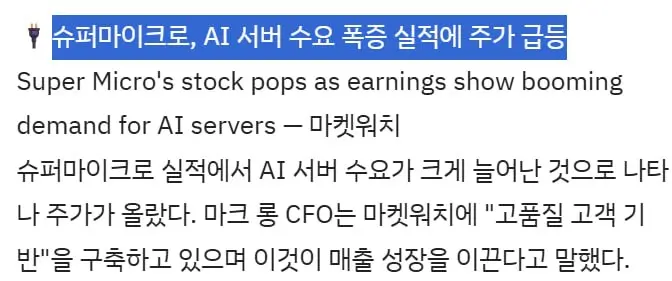 슈퍼마이크로, AI 서버 수요 폭증 실적에 주가 급등
Super Micro's stock pops as earnings show booming
demand for AI servers — 마켓워치
슈퍼마이크로 실적에서 AI 서버 수요가 크게 늘어난 것으로 나타
나 주가가 올랐다. 마크 롱 CFO는 마켓워치에 "고품질 고객 기
반"을 구축하고 있으며 이것이 매출 성장을 이끈다고 말했다.